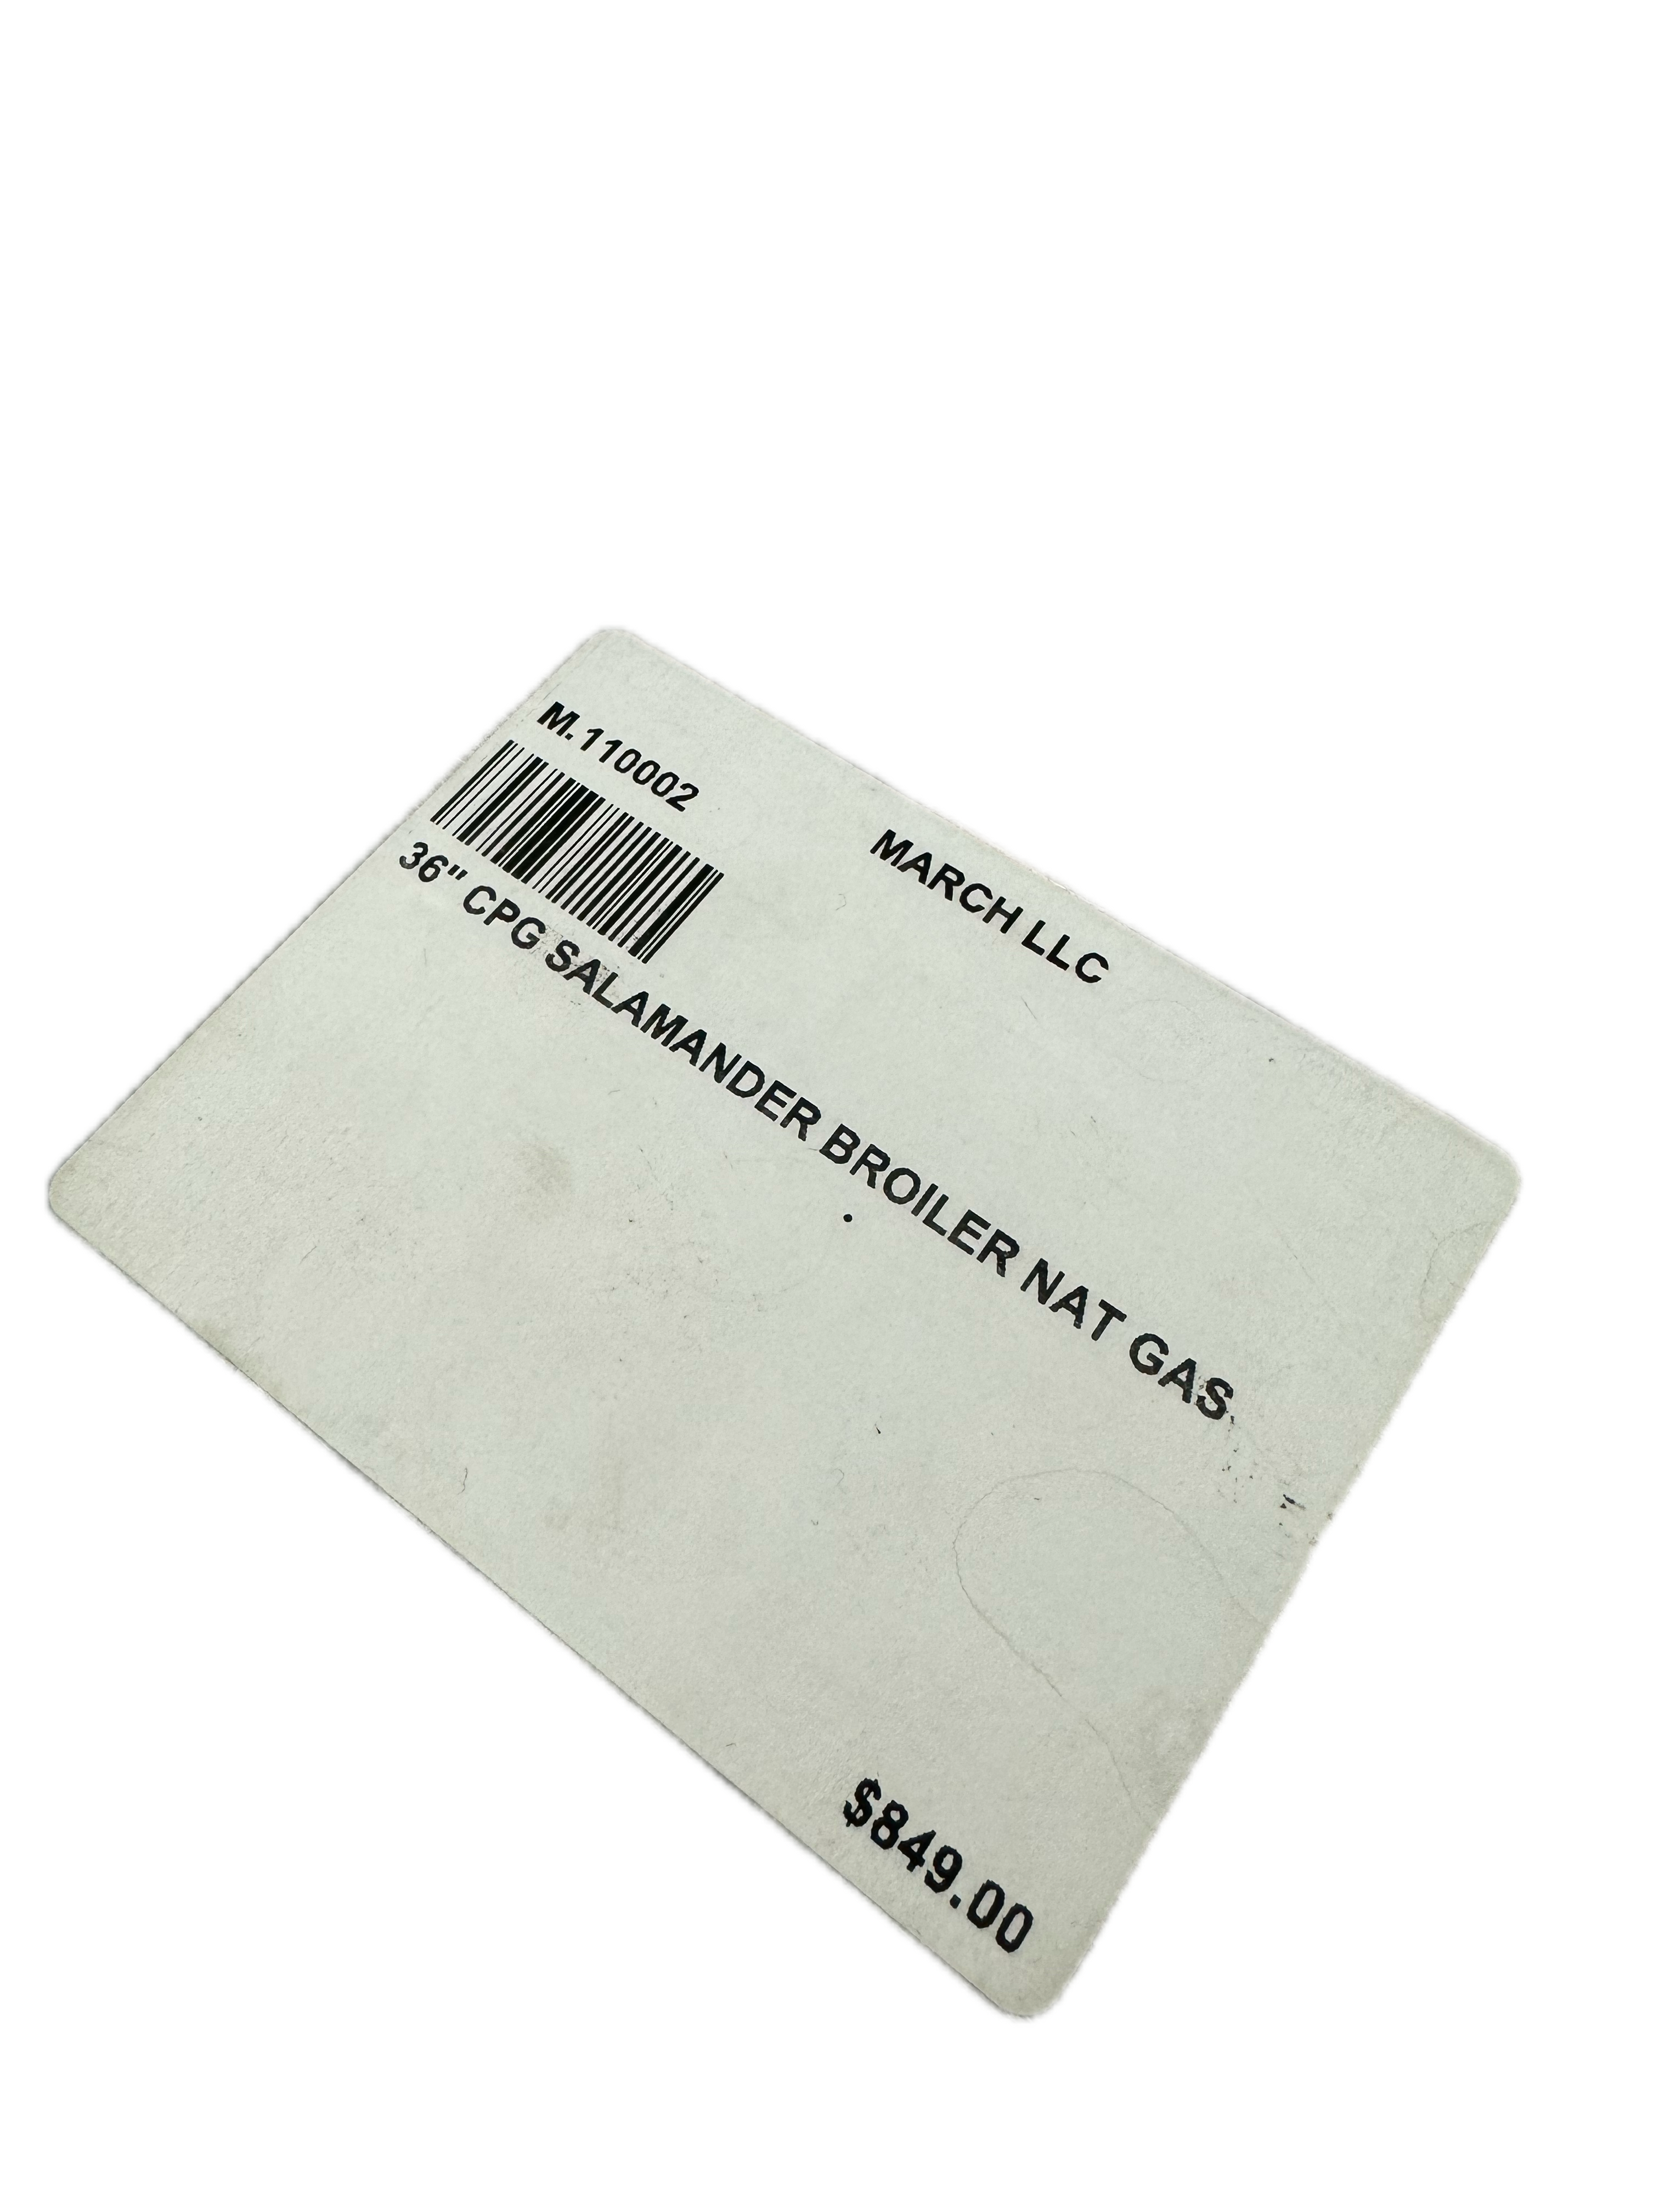 M.110002
MARCH LLC
36" CPG SALAMANDER BROILER NAT GAS
$849.00